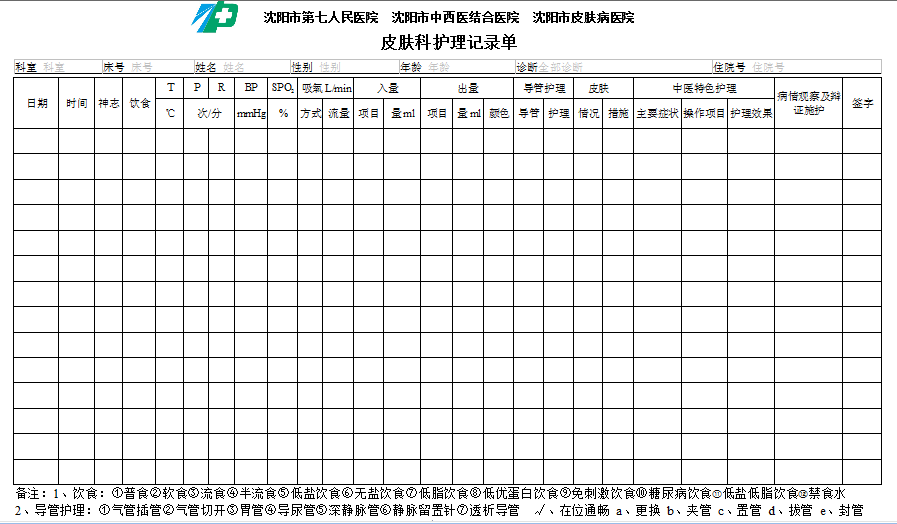 沈阳市第七人民医院 沈阳市中西医结合医院 沈阳市皮肤病医院
皮肤科护理记录单
科室 科室 床号 床号 姓名 姓名 性别 性别 年龄 年龄 诊断全部诊断 住院号 住院号
日期 时间 神志 饮食 T P R BP SPO₂ 吸氧 L/min 入量 出量 导管护理 皮肤 中医特色护理 病情观察及辩证施护 签字
℃ 次/分 mmHg % 方式 流量 项目 量ml 项目 量ml 颜色 导管 护理 情况 措施 主要症状 操作项目 护理效果
备注：1、饮食：①普食②软食③流食④半流食⑤低盐饮食⑥无盐饮食⑦低脂饮食⑧低优蛋白饮食⑨免刺激饮食⑩糖尿病饮食⑪低盐低脂饮食⑫禁食水
2、导管护理：①气管插管②气管切开③胃管④导尿管⑤深静脉管⑥静脉留置针⑦透析导管 √、在位通畅 a、更换 b、夹管 c、置管 d、拔管 e、封管